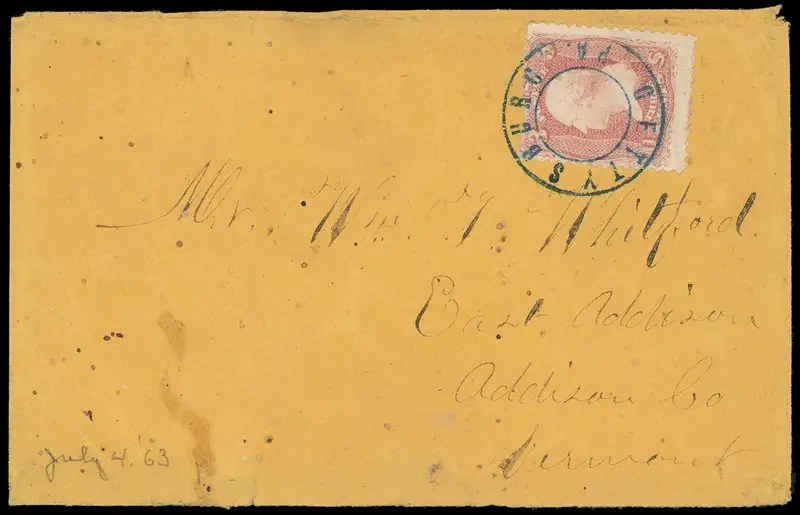 GETTYSBURG PA.
Mr. Wm. T. Whitford.
East Addison
Addison Co
Vermont
July 4. '63